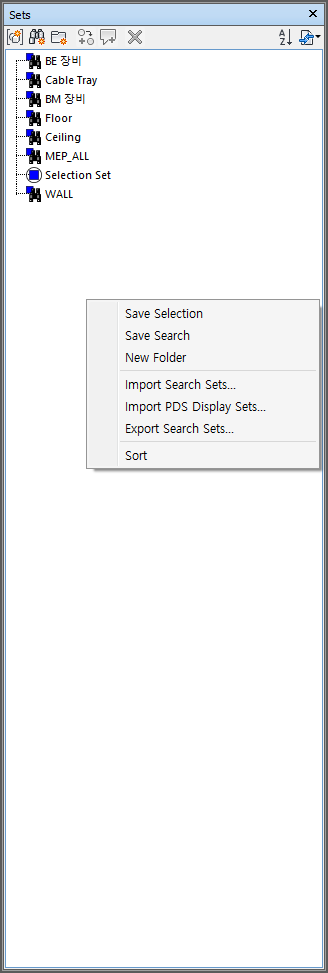 Sets
BE 장비
Cable Tray
BM 장비
Floor
Ceiling
MEP_ALL
Selection Set
WALL
Save Selection
Save Search
New Folder
Import Search Sets...
Import PDS Display Sets...
Export Search Sets...
Sort